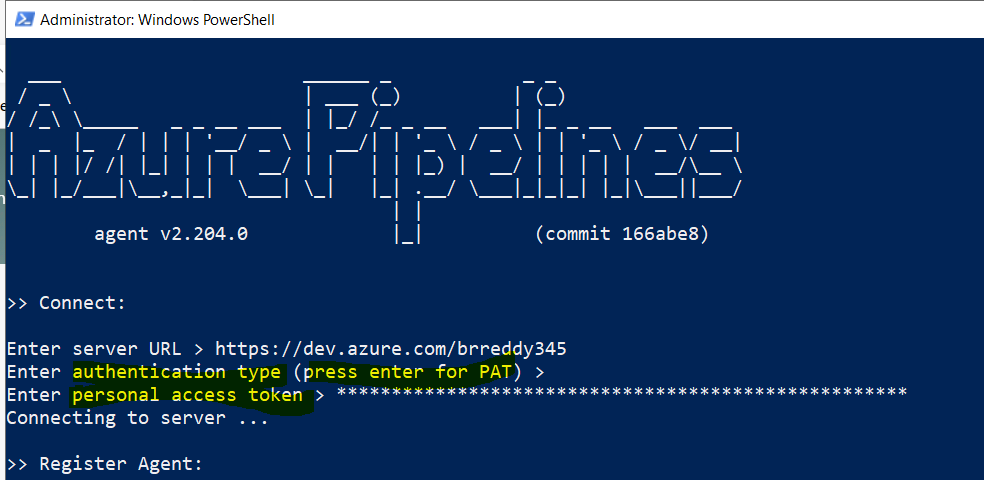 Administrator: Windows PowerShell
AzurePipelines
agent v2.204.0 (commit 166abe8)
>> Connect:
Enter server URL > https://dev.azure.com/brreddy345
Enter authentication type (press enter for PAT) >
Enter personal access token > ****************************************************
Connecting to server ...
>> Register Agent: